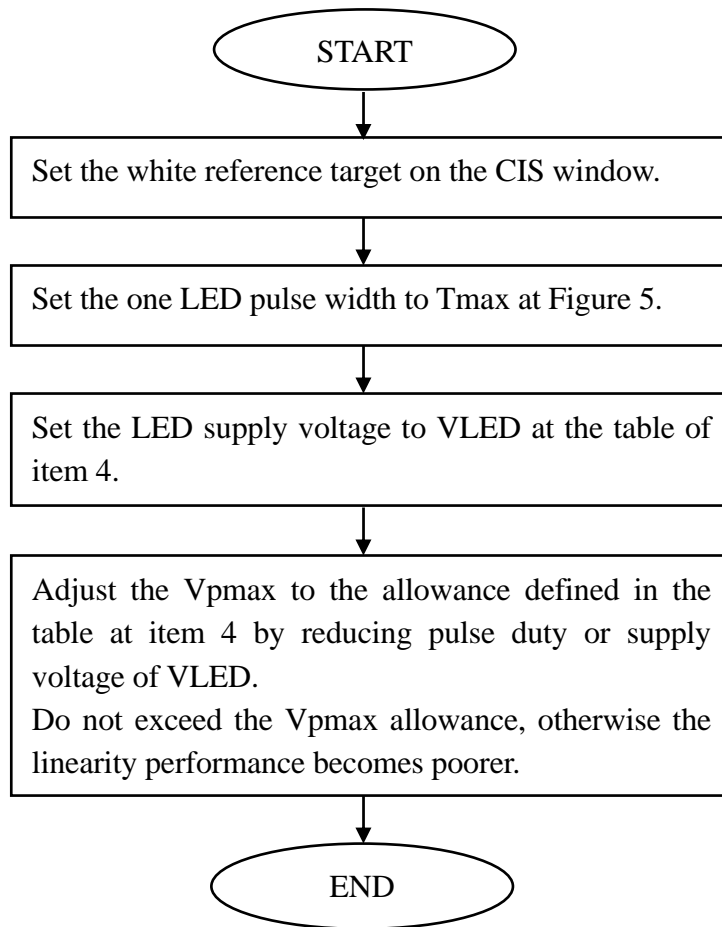 START
Set the white reference target on the CIS window.
Set the one LED pulse width to Tmax at Figure 5.
Set the LED supply voltage to VLED at the table of
item 4.
Adjust the Vpmax to the allowance defined in the
table at item 4 by reducing pulse duty or supply
voltage of VLED.
Do not exceed the Vpmax allowance, otherwise the
linearity performance becomes poorer.
END